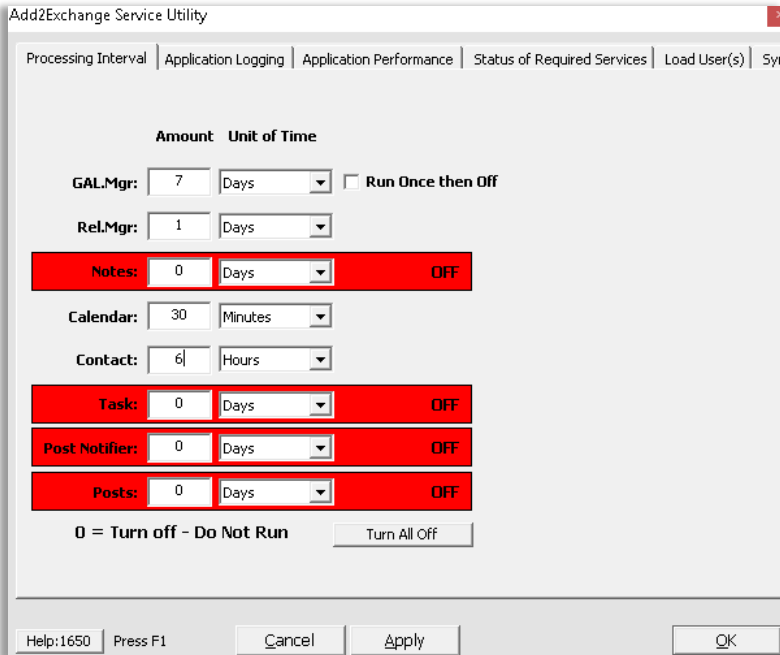 Add2Exchange Service Utility
Processing Interval Application Logging Application Performance Status of Required Services Load User(s)
Amount Unit of Time
GAL.Mgr: 7 Days Run Once then Off
Rel.Mgr: 1 Days
Notes: 0 Days OFF
Calendar: 30 Minutes
Contact: 6 Hours
Task: 0 Days OFF
Post Notifier: 0 Days OFF
Posts: 0 Days OFF
0 = Turn off - Do Not Run Turn All Off
Help:1650 Press F1 Cancel Apply OK